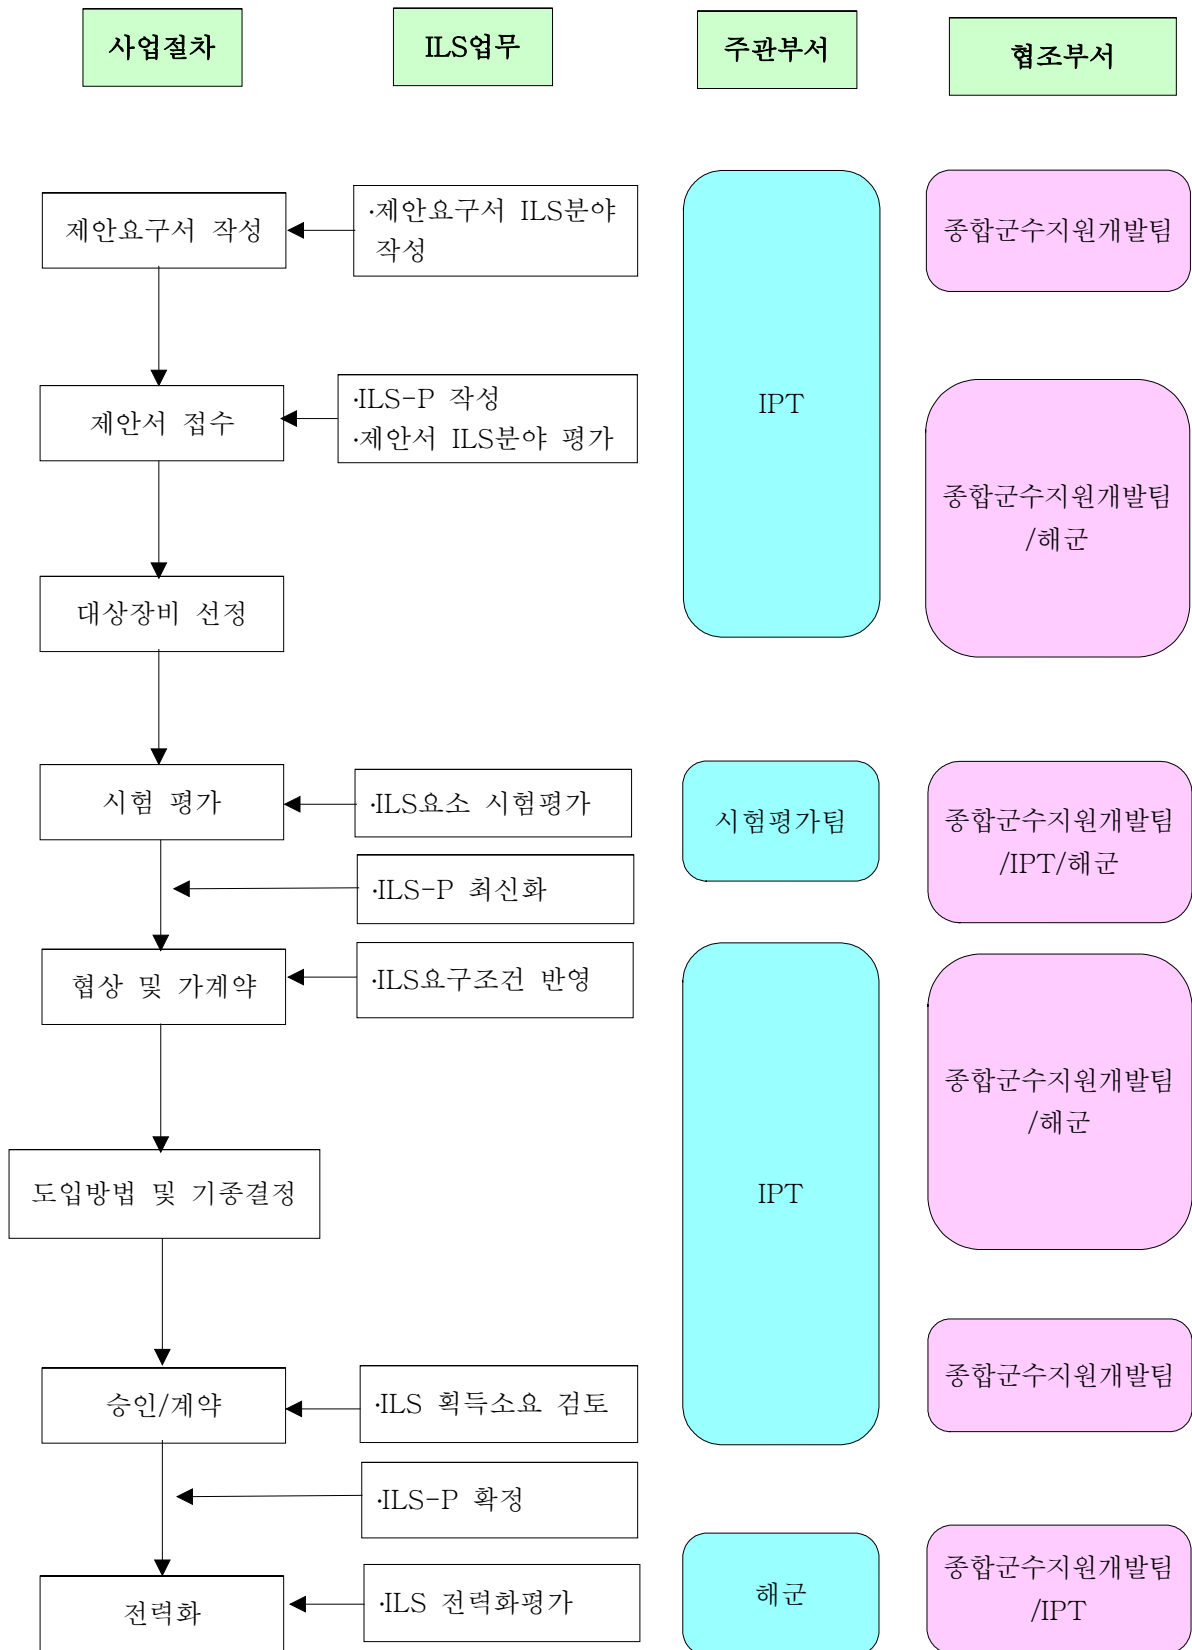 사업절차
ILS업무
주관부서
협조부서
제안요구서 작성
·제안요구서 ILS분야
작성
종합군수지원개발팀
제안서 접수
·ILS-P 작성
·제안서 ILS분야 평가
IPT
종합군수지원개발팀
/해군
대상장비 선정
시험 평가
·ILS요소 시험평가
시험평가팀
종합군수지원개발팀
/IPT/해군
·ILS-P 최신화
협상 및 가계약
·ILS요구조건 반영
종합군수지원개발팀
/해군
도입방법 및 기종결정
IPT
승인/계약
·ILS 획득소요 검토
종합군수지원개발팀
·ILS-P 확정
전력화
·ILS 전력화평가
해군
종합군수지원개발팀
/IPT